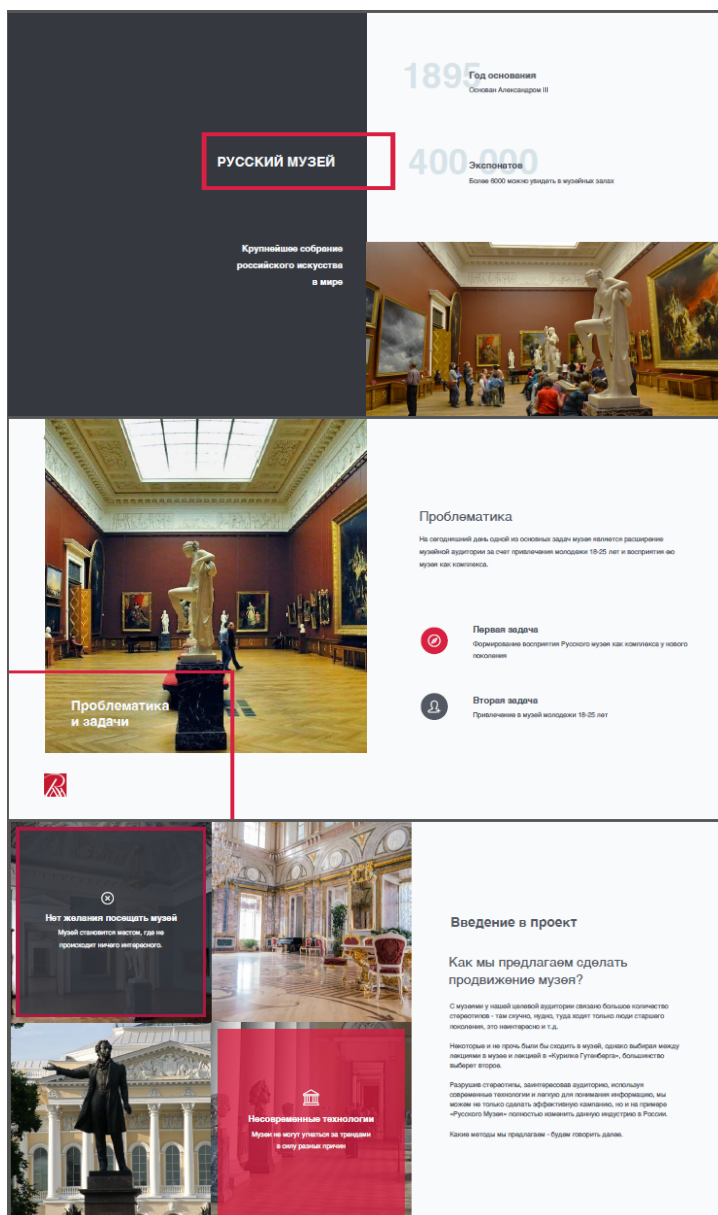 1895
Год основания
Основан Александром III
РУССКИЙ МУЗЕЙ
400 000
Экспонатов
Более 6000 можно увидеть в музейных залах
Крупнейшее собрание
российского искусства
в мире
Проблематика
На сегодняшний день одной из основных задач музея является расширение
музейной аудитории за счет привлечения молодежи 18-25 лет и восприятия ею
музея как комплекса.
Первая задача
Формирование восприятия Русского музея как комплекса у нового
поколения
Вторая задача
Привлечение в музей молодежи 18-25 лет
Проблематика
и задачи
Нет желания посещать музей
Музей становится местом, где не
происходит ничего интересного.
Несовременные технологии
Музеи не могут угнаться за трендами
в силу разных причин
Введение в проект
Как мы предлагаем сделать
продвижение музея?
С музеями у нашей целевой аудитории связано большое количество
стереотипов - там скучно, нудно, туда ходят только люди старшего
поколения, это неинтересно и т.д.
Некоторые и не прочь были бы сходить в музей, однако выбирая между
лекциями в музее и лекцией в «Курилке Гутенберга», большинство
выберет второе.
Разрушив стереотипы, заинтересовав аудиторию, используя
современные технологии и легкую для понимания информацию, мы
можем не только сделать эффективную кампанию, но и на примере
«Русского Музея» полностью изменить данную индустрию в России.
Какие методы мы предлагаем - будем говорить далее.